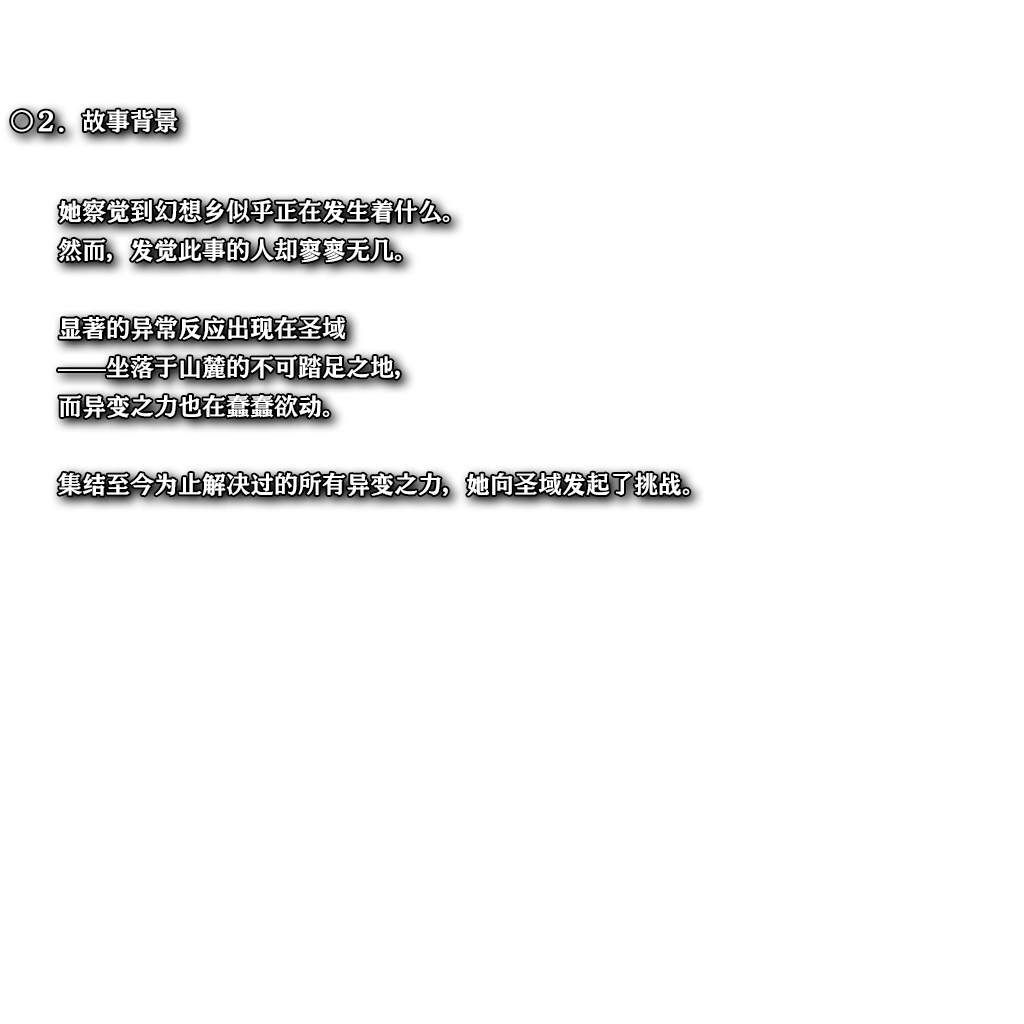 ◎2．故事背景
她察觉到幻想乡似乎正在发生着什么。
然而，发觉此事的人却寥寥无几。
显著的异常反应出现在圣域
——坐落于山麓的不可踏足之地，
而异变之力也在蠢蠢欲动。
集结至今为止解决过的所有异变之力，她向圣域发起了挑战。